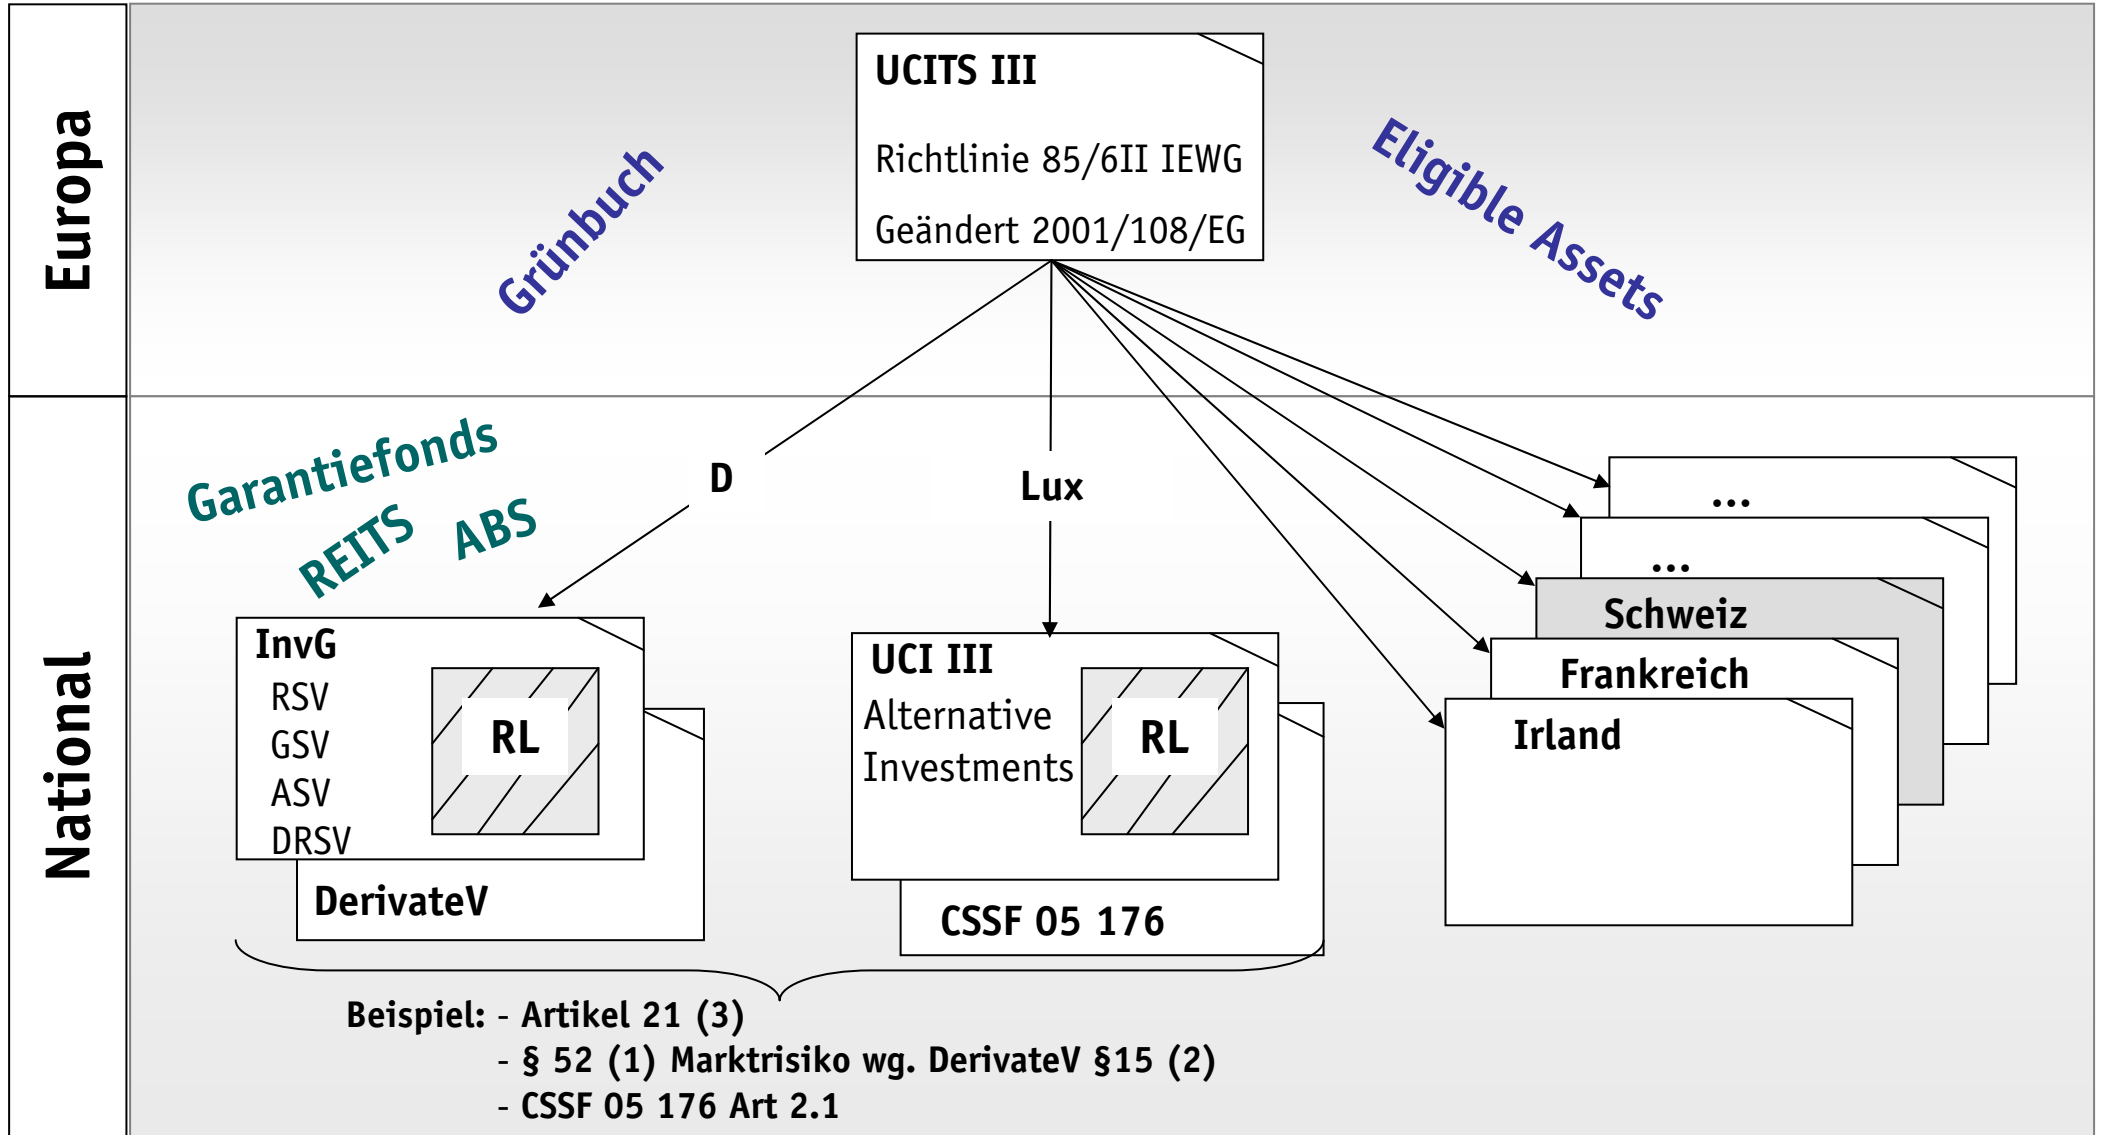 Europa
UCITS III
Richtlinie 85/6II IEWG
Geändert 2001/108/EG
Grünbuch
Eligible Assets
National
Garantiefonds
REITS
ABS
D
Lux
...
...
Schweiz
Frankreich
Irland
InvG
RSV
GSV
ASV
DRSV
RL
DerivateV
UCI III
Alternative
Investments
RL
CSSF 05 176
Beispiel: - Artikel 21 (3)
- § 52 (1) Marktrisiko wg. DerivateV §15 (2)
- CSSF 05 176 Art 2.1